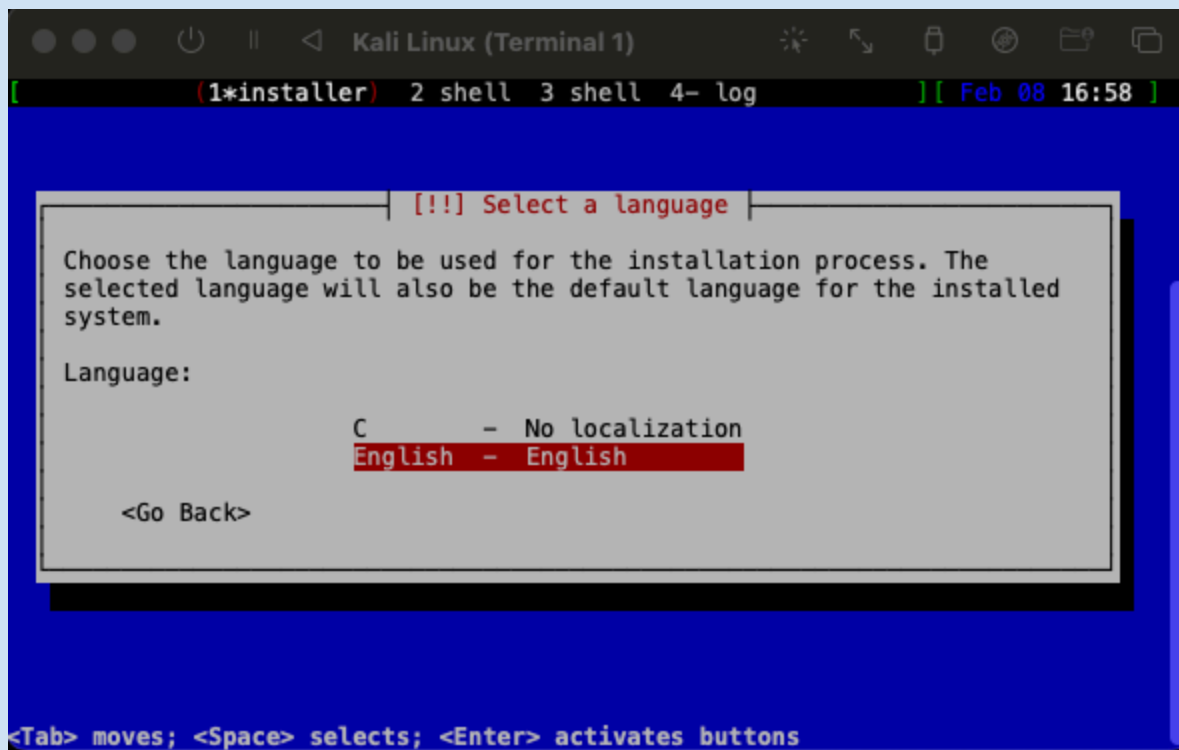 Kali Linux (Terminal 1)
[ (1*installer) 2 shell 3 shell 4- log ][ Feb 08 16:58 ]
[!!] Select a language
Choose the language to be used for the installation process. The
selected language will also be the default language for the installed
system.
Language:
C - No localization
English - English
<Go Back>
<Tab> moves; <Space> selects; <Enter> activates buttons